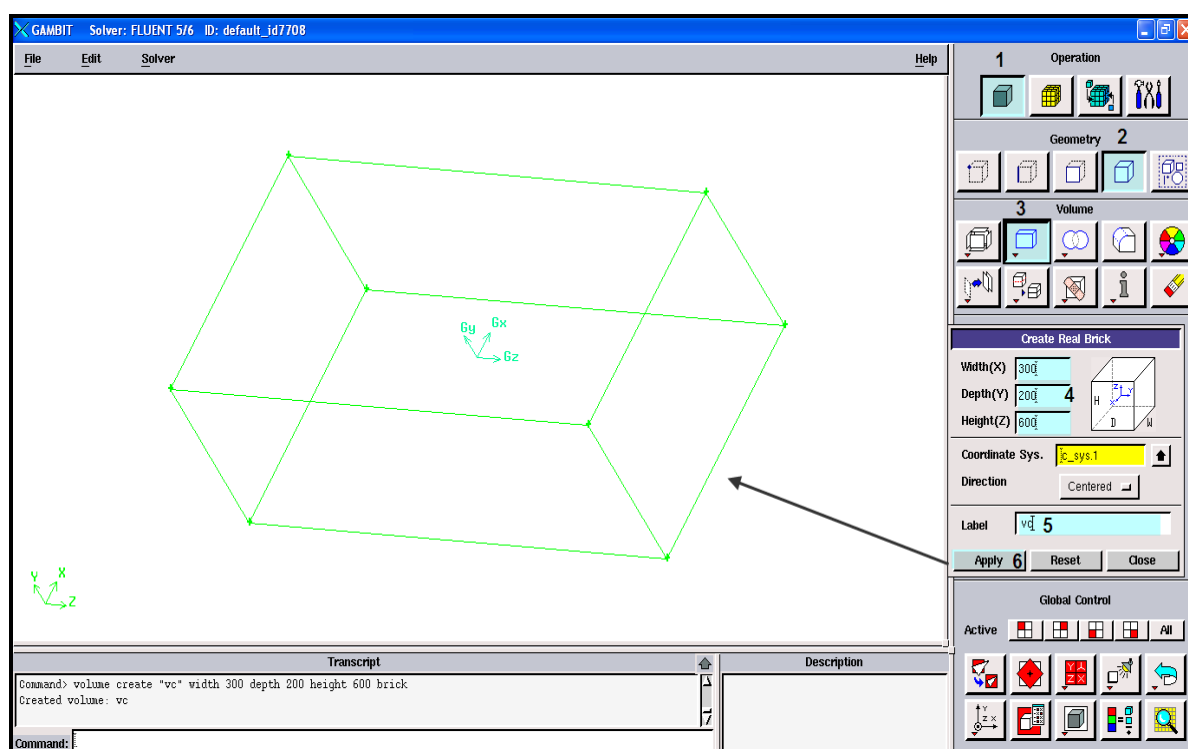 GAMBIT Solver: FLUENT 5/6 ID: default_id7708
File Edit Solver Help
1 Operation
Geometry 2
3 Volume
Gy Gx
Gz
Create Real Brick
Width(X) 300
Depth(Y) 200 4
Height(Z) 600
Z Y X
H D W
Coordinate Sys. c_sys.1
Direction Centered
Label vc 5
Apply 6 Reset Close
Y X
Z
Global Control
Active All
Transcript
Description
Command> volume create "vc" width 300 depth 200 height 600 brick
Created volume: vc
Command: